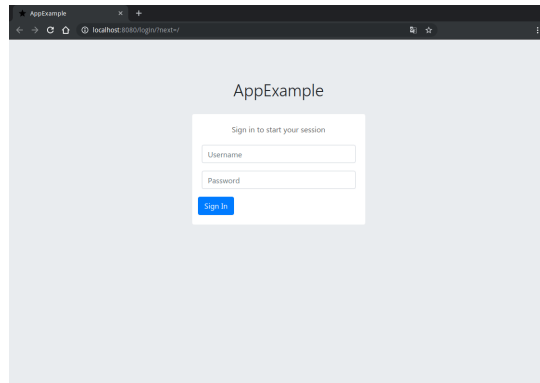 AppExample
localhost:8080/login/?next=/
AppExample
Sign in to start your session
Username
Password
Sign In